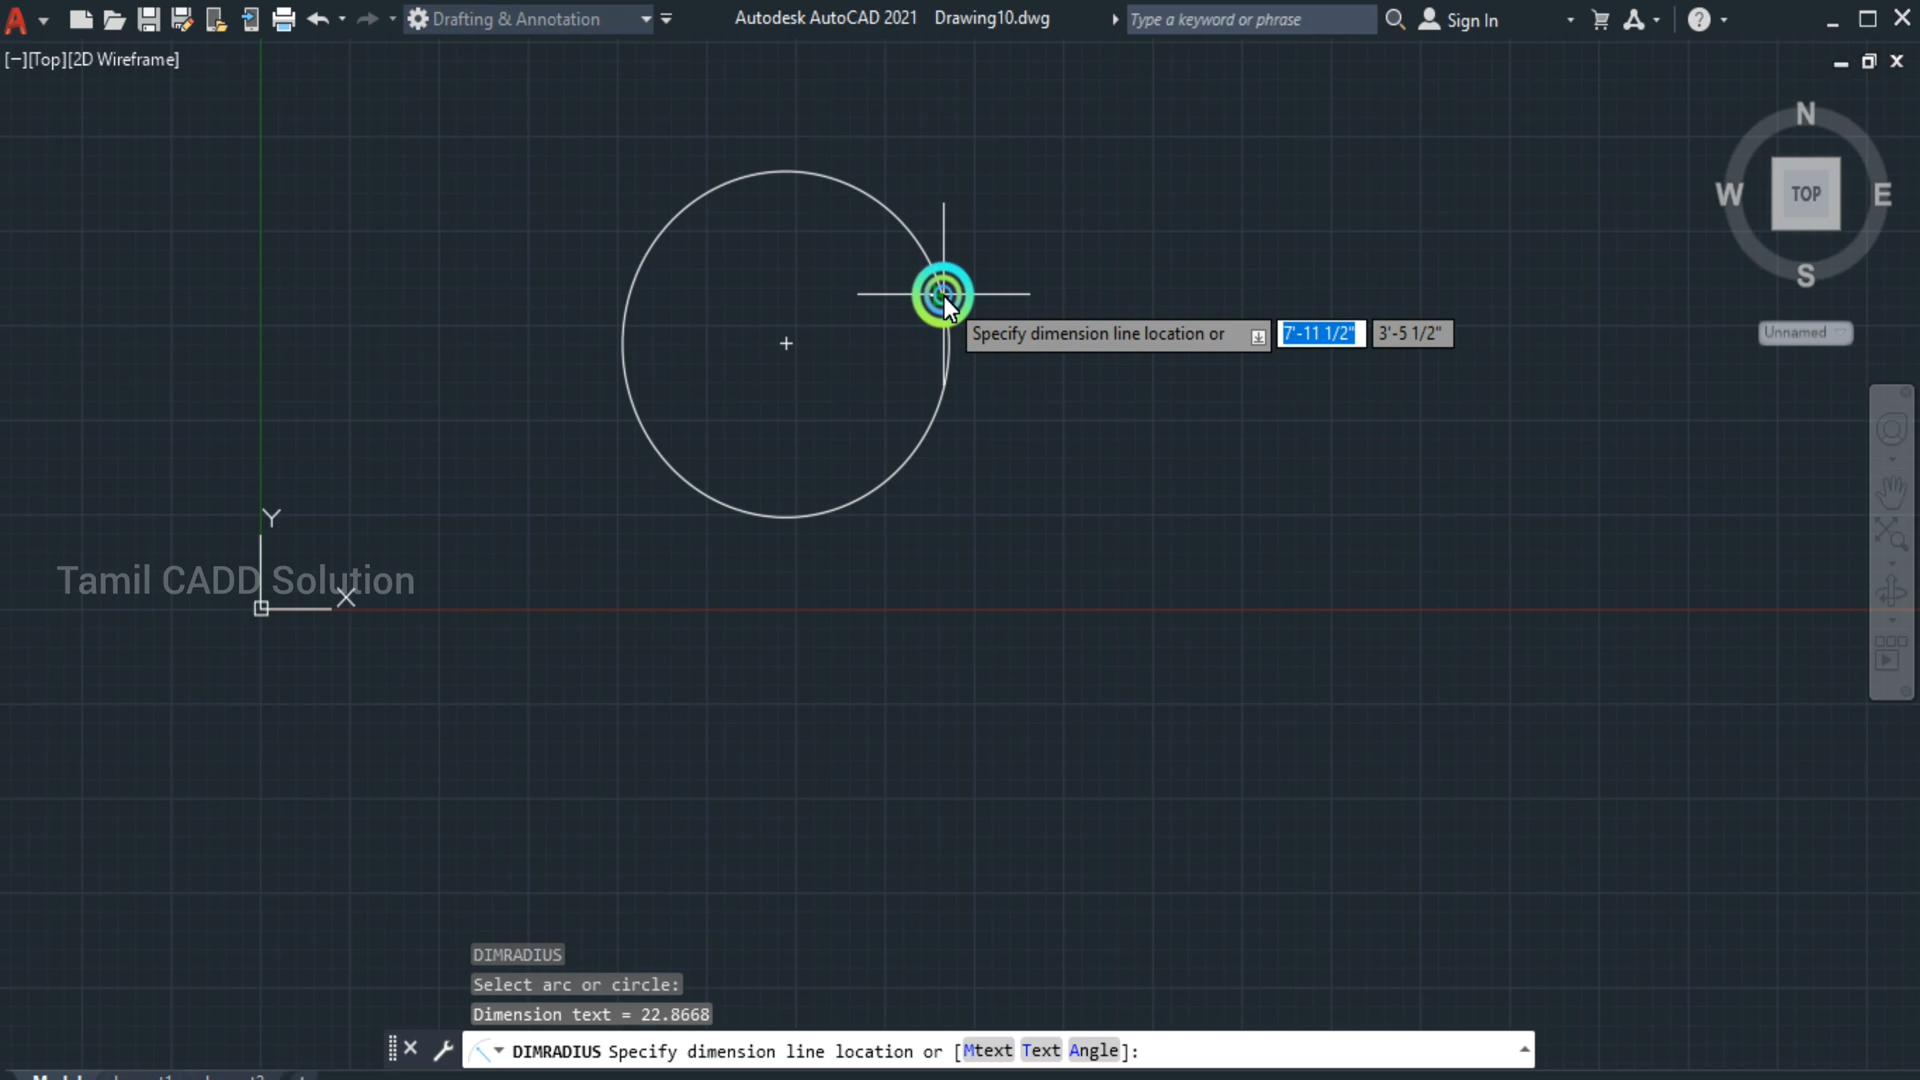 Drafting & Annotation
Autodesk AutoCAD 2021 Drawing10.dwg
Type a keyword or phrase
Sign In
[−][Top][2D Wireframe]
N
W
TOP
E
S
Specify dimension line location or
7'-11 1/2"
3'-5 1/2"
Unnamed
Y
X
Tamil CADD Solution
DIMRADIUS
Select arc or circle:
Dimension text = 22.8668
DIMRADIUS Specify dimension line location or [Mtext Text Angle]: